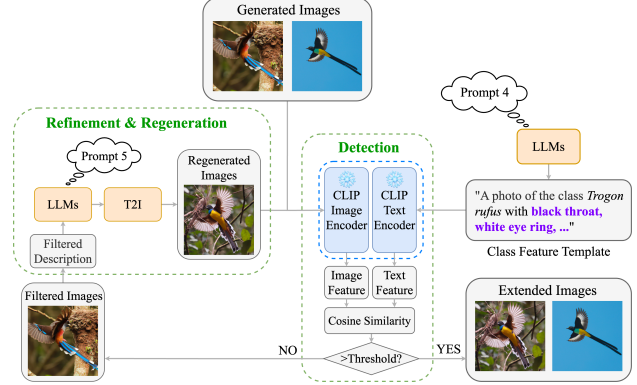 Generated Images
Prompt 4
LLMs
Refinement & Regeneration
Prompt 5
LLMs
T2I
Regenerated
Images
Filtered
Description
Filtered Images
Detection
CLIP
Image
Encoder
CLIP
Text
Encoder
Image
Feature
Text
Feature
Cosine Similarity
>Threshold?
NO
YES
"A photo of the class Trogon
rufus with black throat,
white eye ring, ..."
Class Feature Template
Extended Images